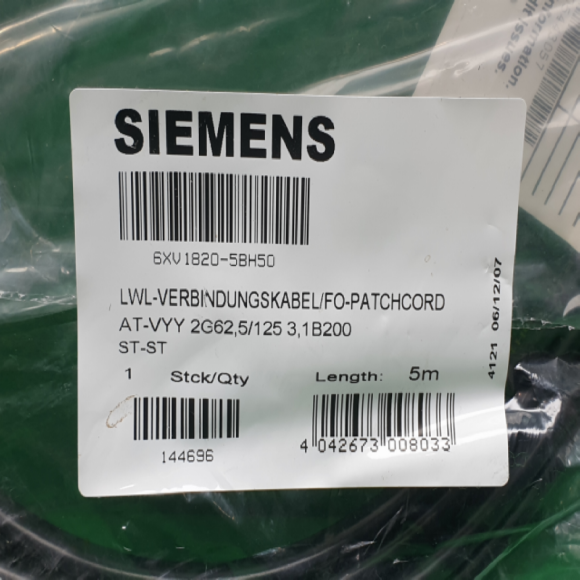 SIEMENS
6XV1820-5BH50
LWL-VERBINDUNGSKABEL/FO-PATCHCORD
AT-VYY 2G62,5/125 3,1B200
ST-ST
1 Stck/Qty Length: 5m
144696
4 042673 008033
4121 06/12/07
issues.